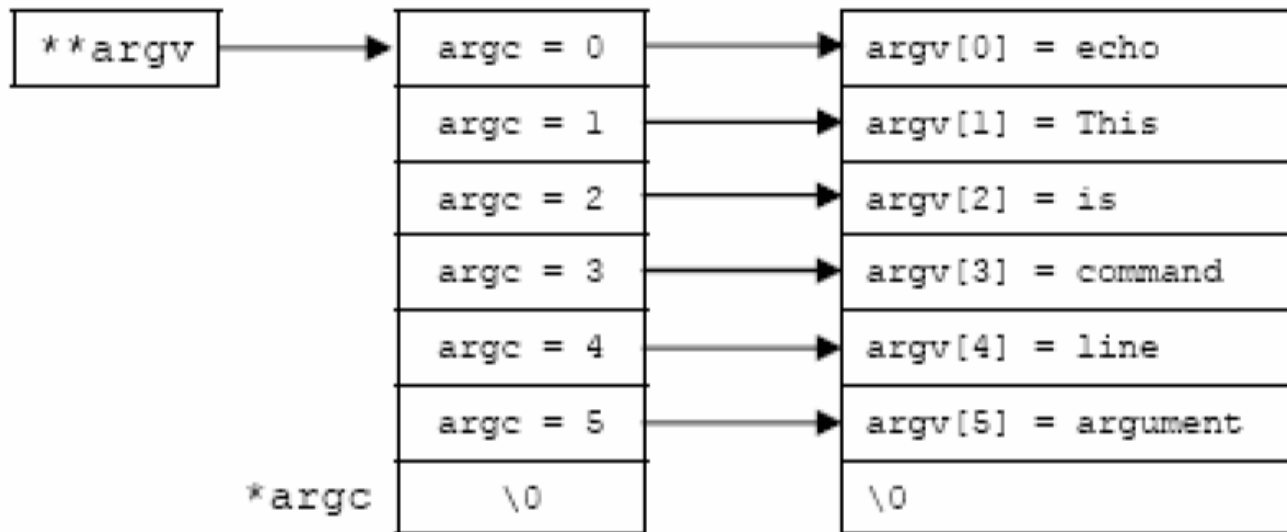 **argv argc = 0 argv[0] = echo
argc = 1 argv[1] = This
argc = 2 argv[2] = is
argc = 3 argv[3] = command
argc = 4 argv[4] = line
argc = 5 argv[5] = argument
*argc \0 \0